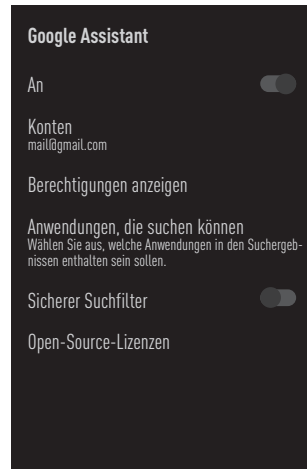 Google Assistant
An
Konten
mail@gmail.com
Berechtigungen anzeigen
Anwendungen, die suchen können
Wählen Sie aus, welche Anwendungen in den Suchergeb-
nissen enthalten sein sollen.
Sicherer Suchfilter
Open-Source-Lizenzen